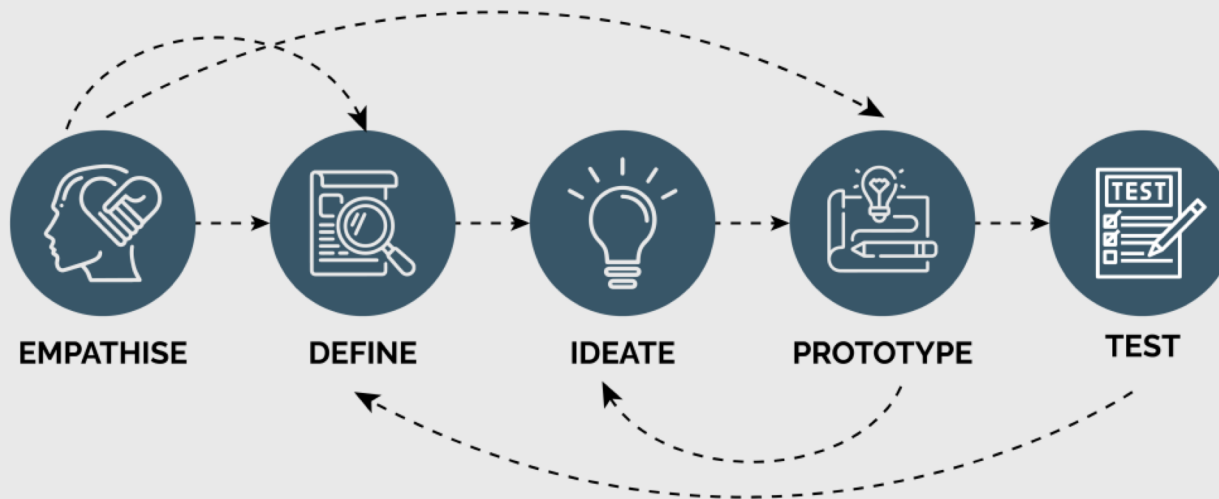 TEST
EMPATHISE
DEFINE
IDEATE
PROTOTYPE
TEST